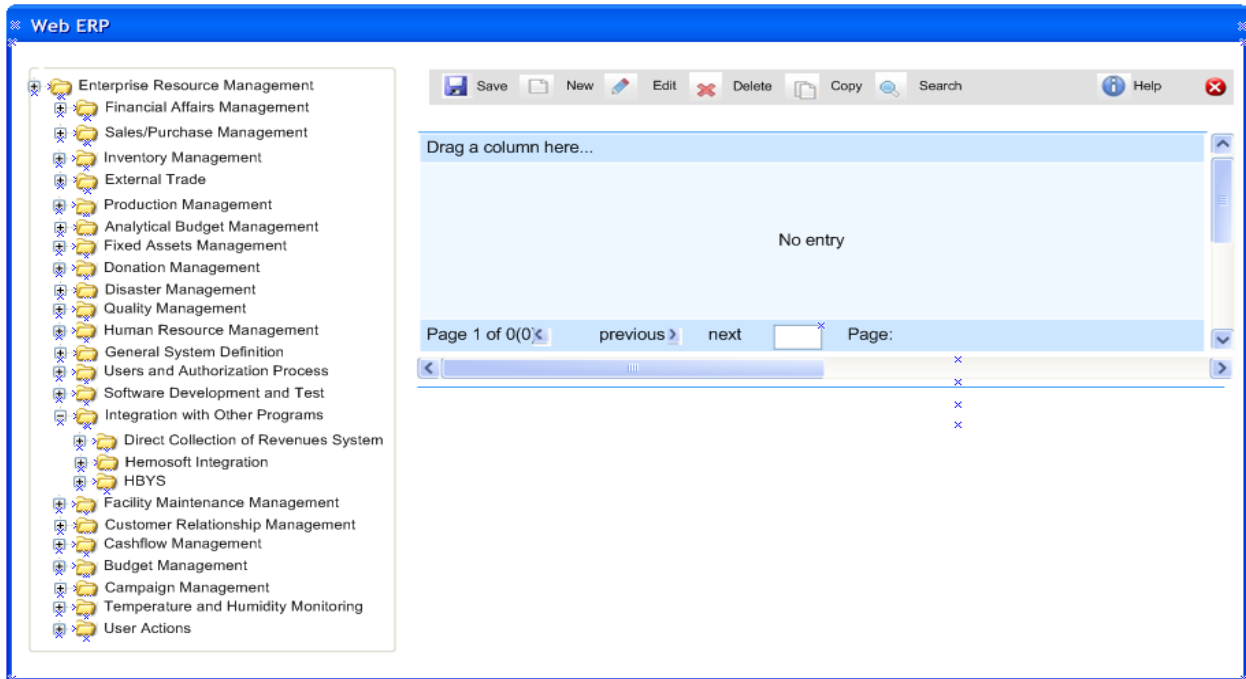 Web ERP
Enterprise Resource Management
Financial Affairs Management
Sales/Purchase Management
Inventory Management
External Trade
Production Management
Analytical Budget Management
Fixed Assets Management
Donation Management
Disaster Management
Quality Management
Human Resource Management
General System Definition
Users and Authorization Process
Software Development and Test
Integration with Other Programs
Direct Collection of Revenues System
Hemosoft Integration
HBYS
Facility Maintenance Management
Customer Relationship Management
Cashflow Management
Budget Management
Campaign Management
Temperature and Humidity Monitoring
User Actions
Save New Edit Delete Copy Search Help
Drag a column here...
No entry
Page 1 of 0(0) previous next Page: